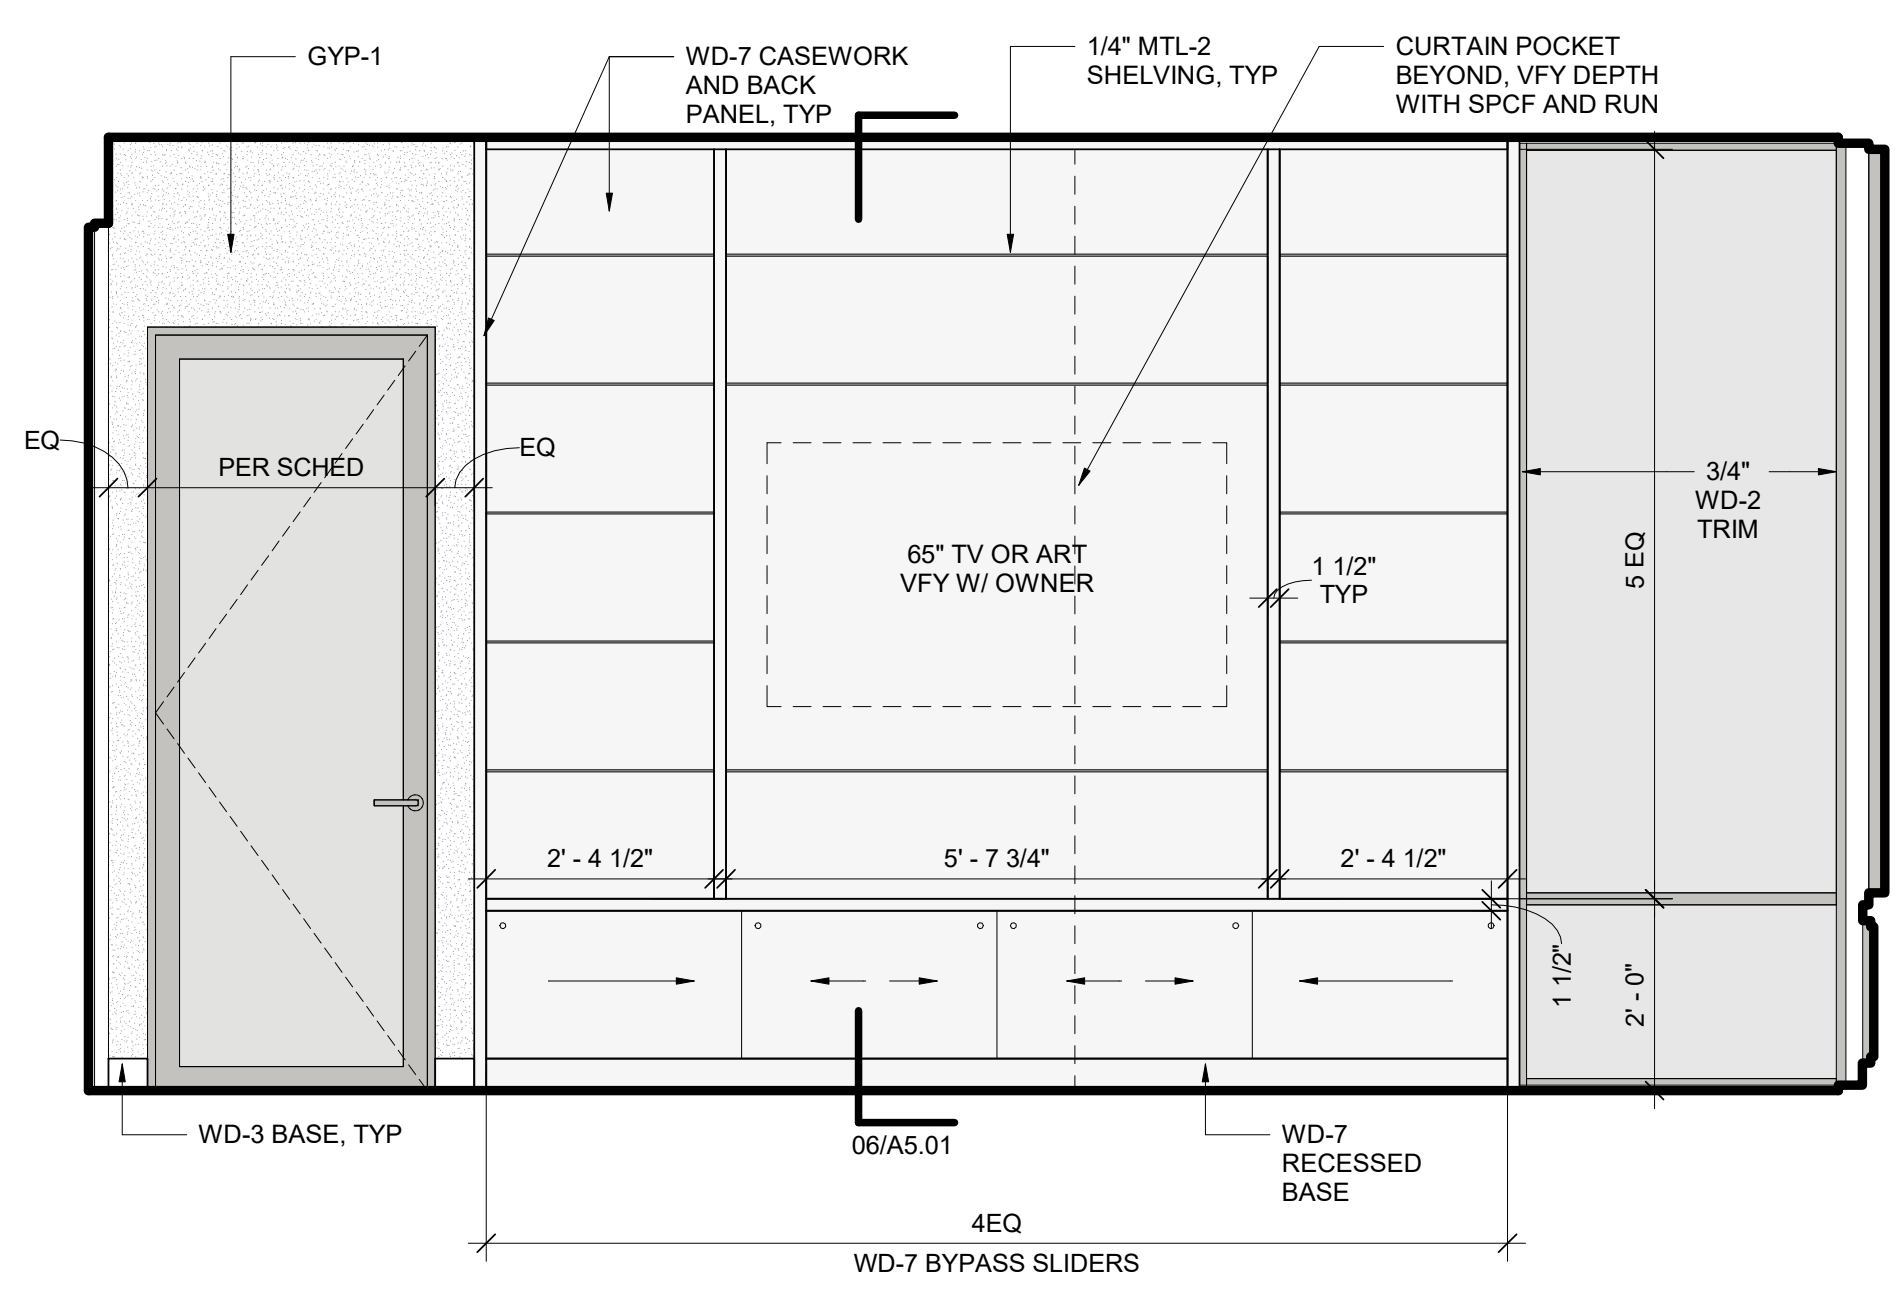 GYP-1
WD-7 CASEWORK
AND BACK
PANEL, TYP
1/4" MTL-2
SHELVING, TYP
CURTAIN POCKET
BEYOND, VFY DEPTH
WITH SPCF AND RUN
EQ
PER SCHED
EQ
3/4"
WD-2
TRIM
65" TV OR ART
VFY W/ OWNER
1 1/2"
TYP
5 EQ
2' - 4 1/2"
5' - 7 3/4"
2' - 4 1/2"
1 1/2"
2' - 0"
WD-3 BASE, TYP
06/A5.01
WD-7
RECESSED
BASE
4EQ
WD-7 BYPASS SLIDERS